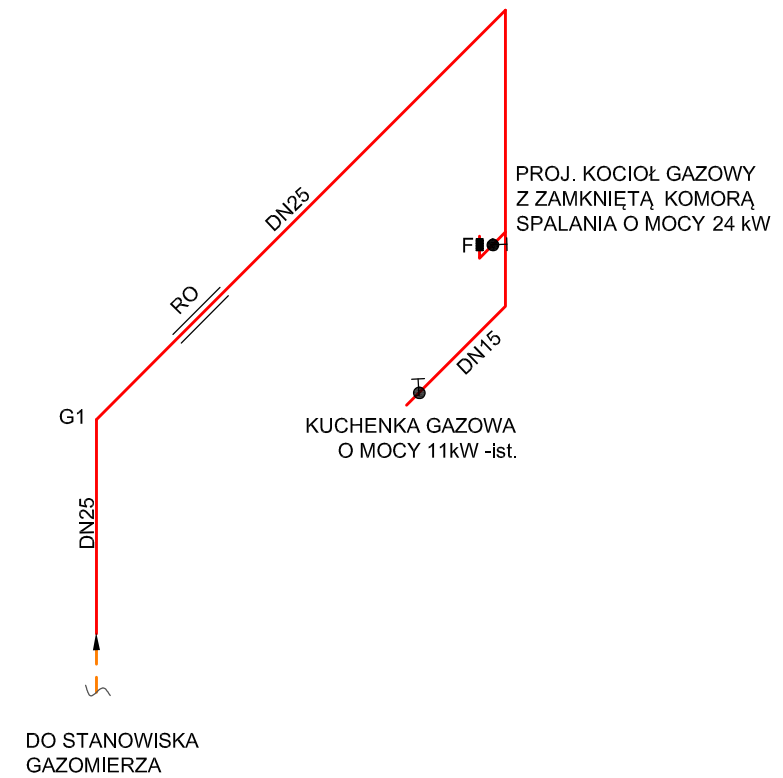 PROJ. KOCIOŁ GAZOWY
Z ZAMKNIĘTĄ KOMORĄ
SPALANIA O MOCY 24 kW
DN25
F
RO
DN15
G1
KUCHENKA GAZOWA
O MOCY 11kW -ist.
DN25
DO STANOWISKA
GAZOMIERZA